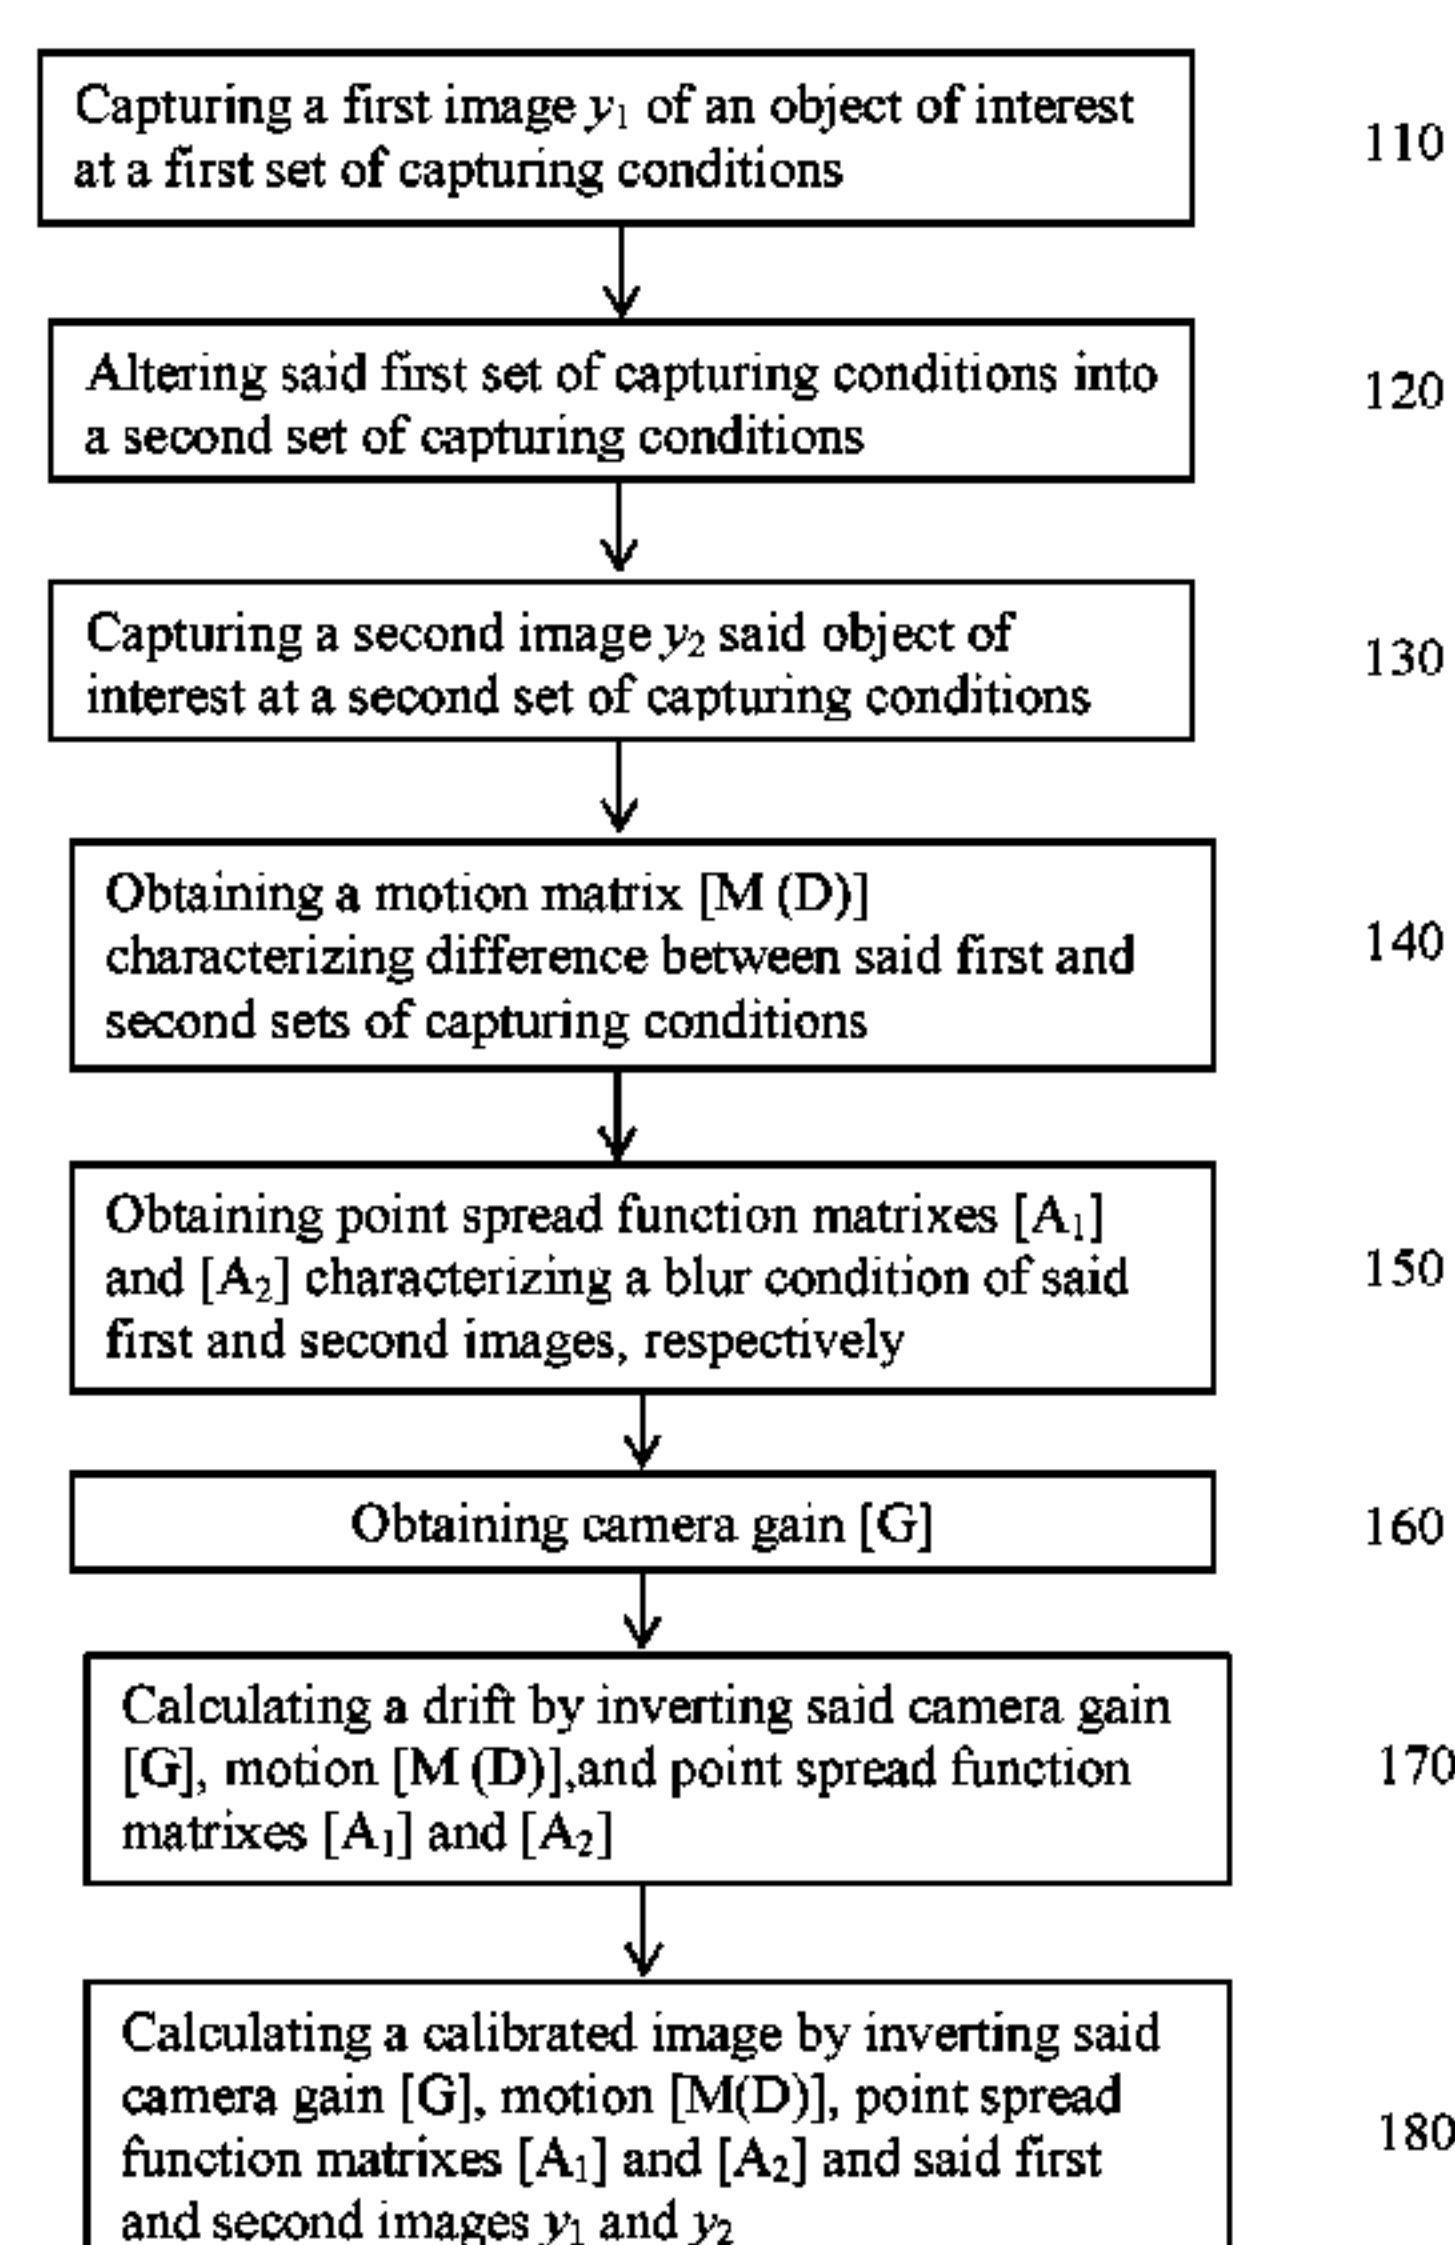 Capturing a first image y₁ of an object of interest
at a first set of capturing conditions
110
Altering said first set of capturing conditions into
a second set of capturing conditions
120
Capturing a second image y₂ said object of
interest at a second set of capturing conditions
130
Obtaining a motion matrix [M (D)]
characterizing difference between said first and
second sets of capturing conditions
140
Obtaining point spread function matrixes [A₁]
and [A₂] characterizing a blur condition of said
first and second images, respectively
150
Obtaining camera gain [G]
160
Calculating a drift by inverting said camera gain
[G], motion [M (D)],and point spread function
matrixes [A₁] and [A₂]
170
Calculating a calibrated image by inverting said
camera gain [G], motion [M(D)], point spread
function matrixes [A₁] and [A₂] and said first
and second images y₁ and y₂
180